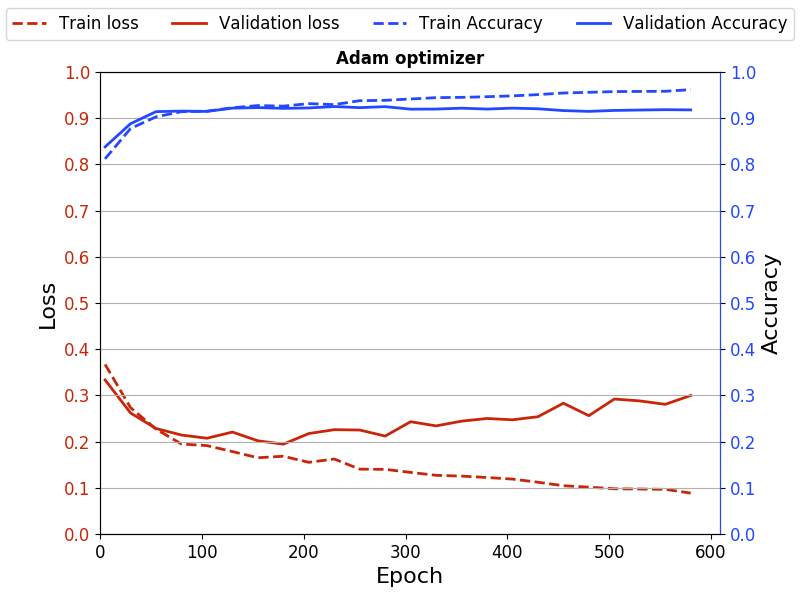 Train loss Validation loss Train Accuracy Validation Accuracy
Adam optimizer
1.0 1.0
0.9 0.9
0.8 0.8
0.7 0.7
0.6 0.6
0.5 0.5
0.4 0.4
0.3 0.3
0.2 0.2
0.1 0.1
0.0 0.0
Loss
Accuracy
0 100 200 300 400 500 600
Epoch